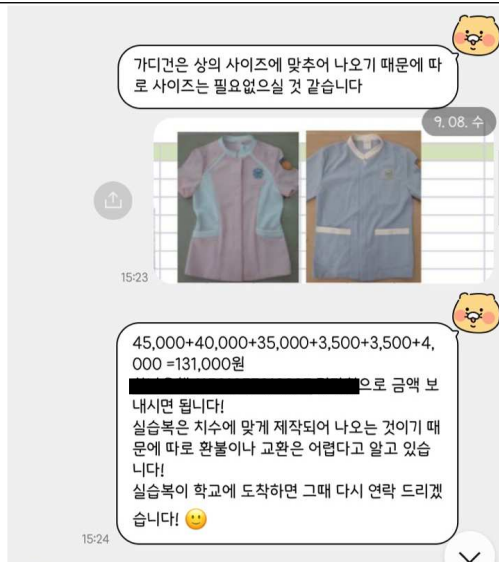 가디건은 상의 사이즈에 맞추어 나오기 때문에 따
로 사이즈는 필요없으실 것 같습니다
9. 08. 수
15:23
45,000+40,000+35,000+3,500+3,500+4,
000 =131,000원
으로 금액 보
내시면 됩니다!
실습복은 치수에 맞게 제작되어 나오는 것이기 때
문에 따로 환불이나 교환은 어렵다고 알고 있습
니다!
실습복이 학교에 도착하면 그때 다시 연락 드리겠
습니다! 🙂
15:24